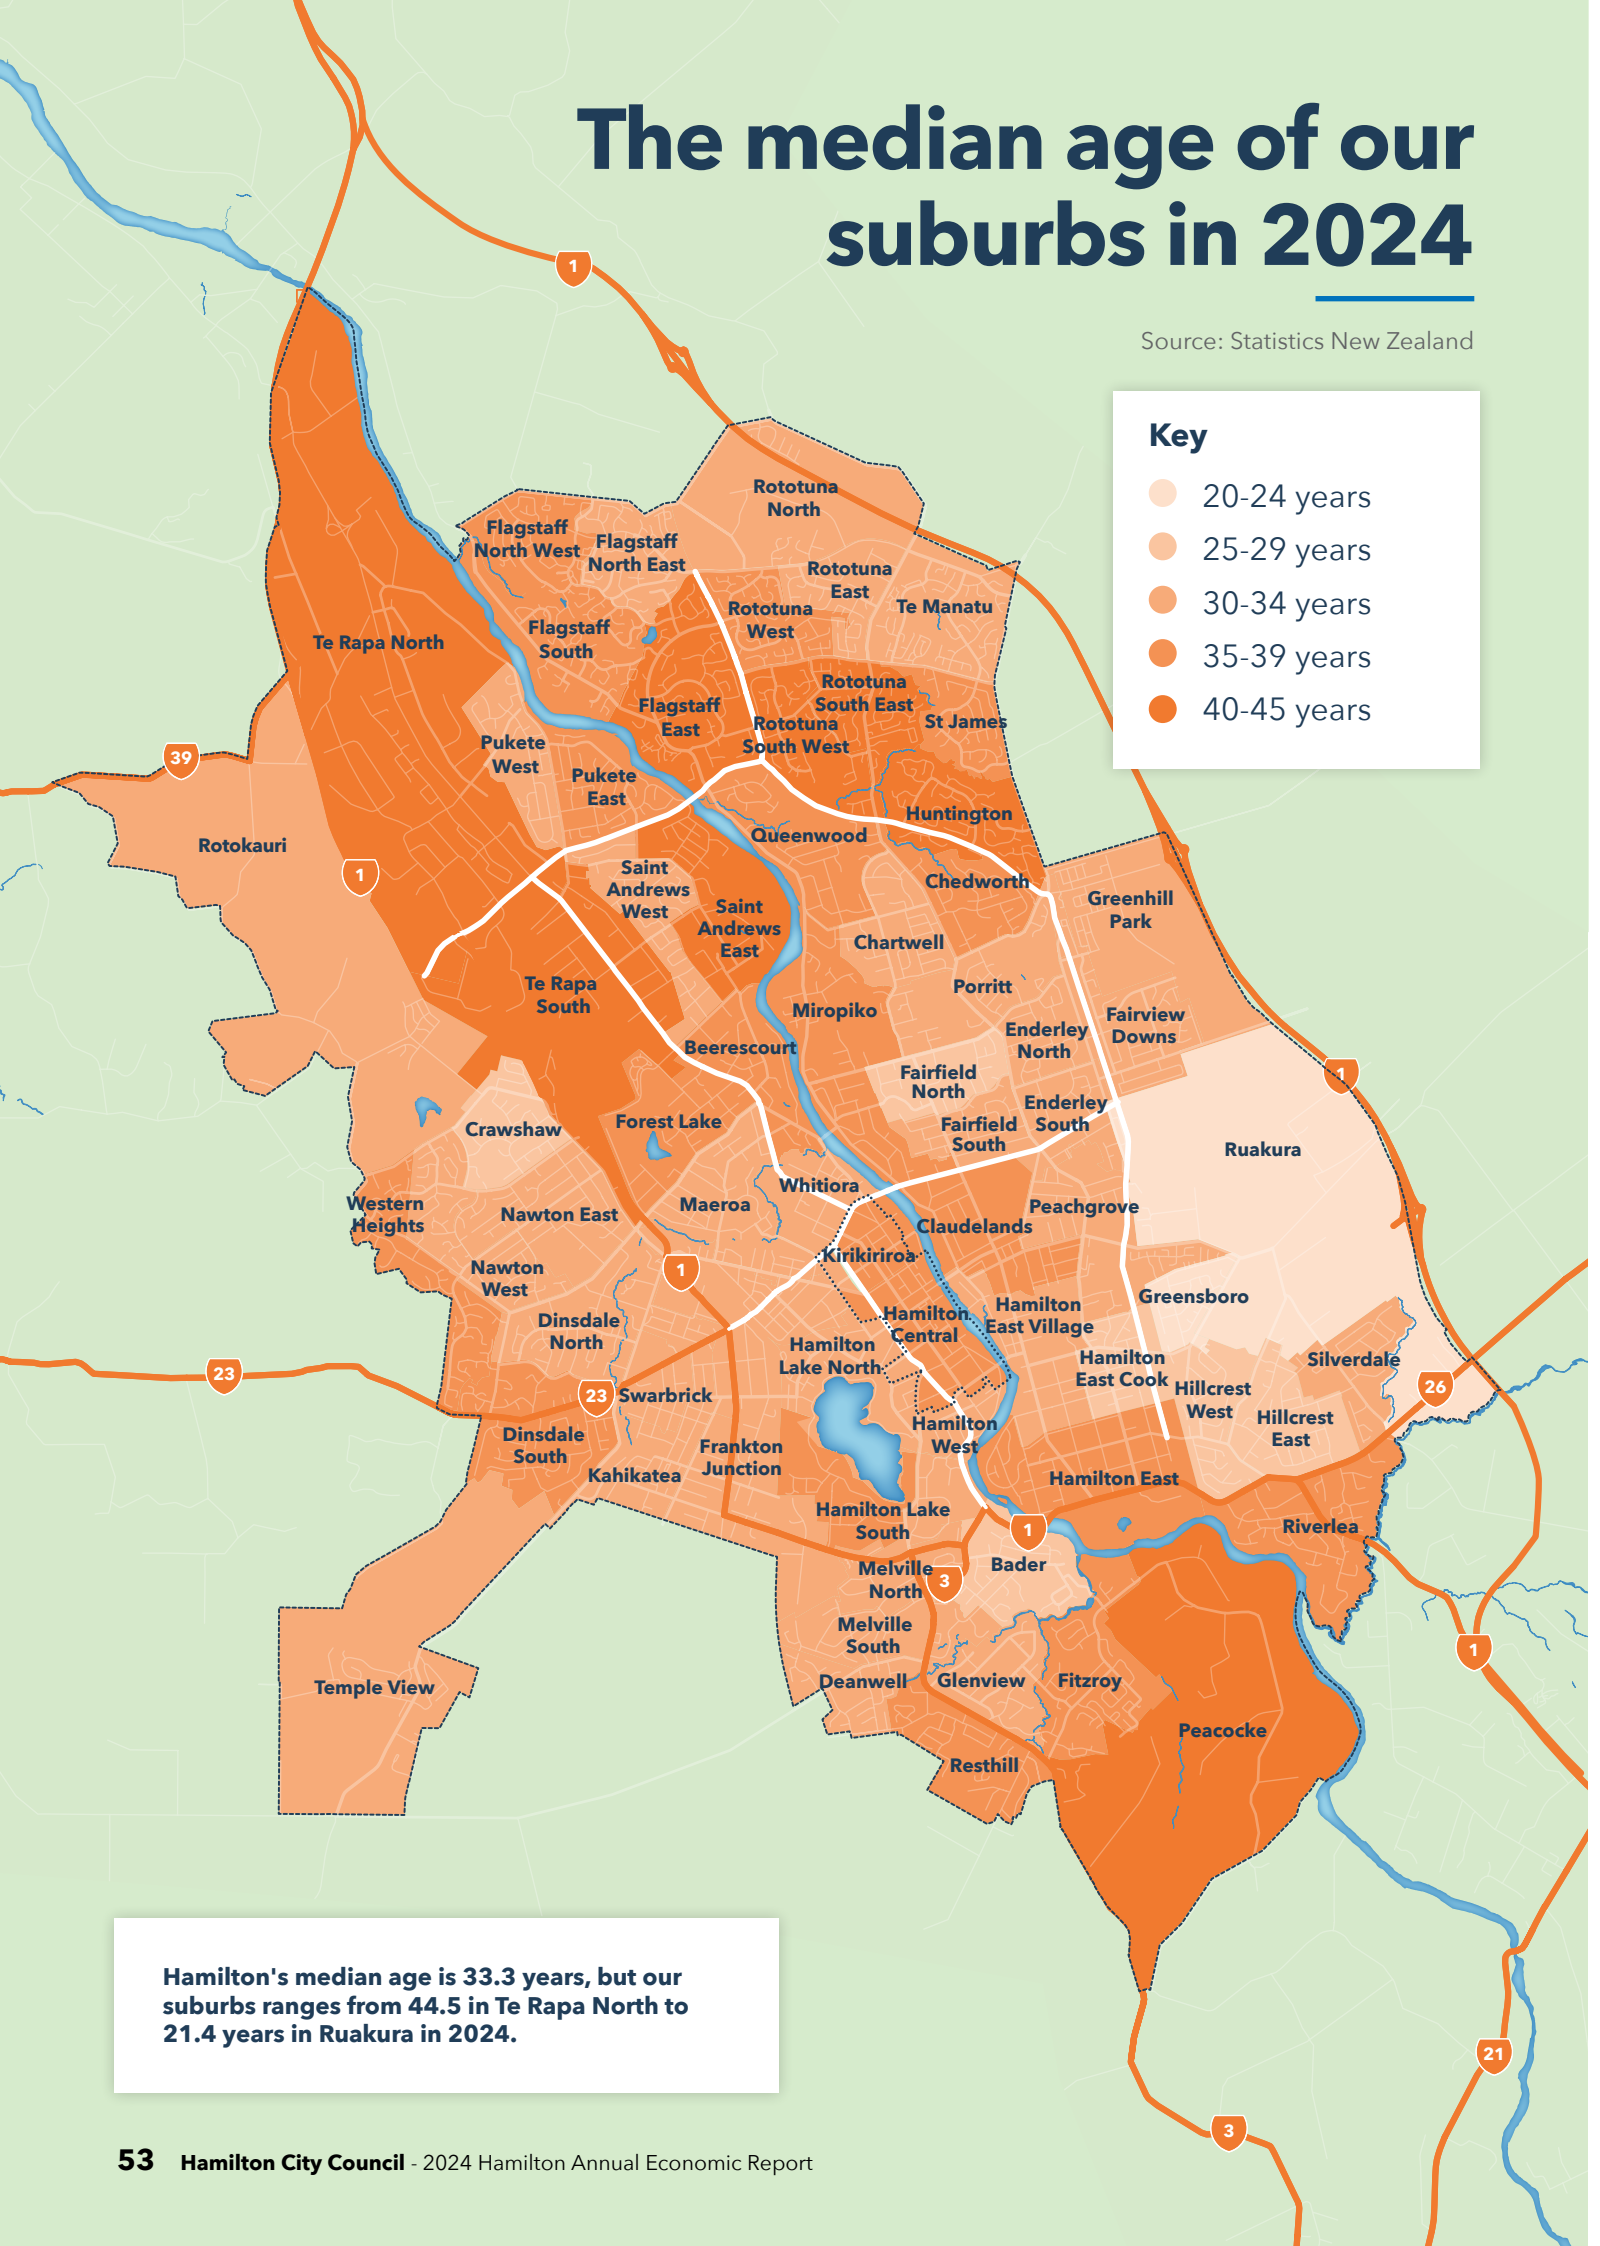 The median age of our
suburbs in 2024
Source: Statistics New Zealand
Key
20-24 years
25-29 years
30-34 years
35-39 years
40-45 years
1
Rototuna
North
Flagstaff
North West
Flagstaff
North East
Rototuna
East
Te Manatu
Rototuna
West
Flagstaff
South
Te Rapa North
Rototuna
South East
Flagstaff
East
St James
Rototuna
South West
Pukete
West
39
Pukete
East
Huntington
Queenwood
Rotokauri
1
Saint
Andrews
West
Chedworth
Greenhill
Park
Saint
Andrews
East
Chartwell
Te Rapa
South
Porritt
Miropiko
Fairview
Downs
Enderley
North
Beerescourt
Fairfield
North
1
Enderley
South
Forest Lake
Crawshaw
Fairfield
South
Ruakura
Whitiora
Western
Heights
Maeroa
Peachgrove
Nawton East
Claudelands
Kirikiriroa
1
Nawton
West
Greensboro
Hamilton
East Village
Hamilton
Central
Dinsdale
North
Hamilton
Lake North
Hamilton
East Cook
Silverdale
23
23
Swarbrick
26
Hillcrest
West
Hillcrest
East
Hamilton
West
Dinsdale
South
Frankton
Junction
Kahikatea
Hamilton East
Hamilton Lake
South
1
Riverlea
Bader
Melville
North
3
Melville
South
1
Deanwell
Glenview
Fitzroy
Temple View
Peacocke
Resthill
Hamilton's median age is 33.3 years, but our
suburbs ranges from 44.5 in Te Rapa North to
21.4 years in Ruakura in 2024.
21
3
53 Hamilton City Council - 2024 Hamilton Annual Economic Report